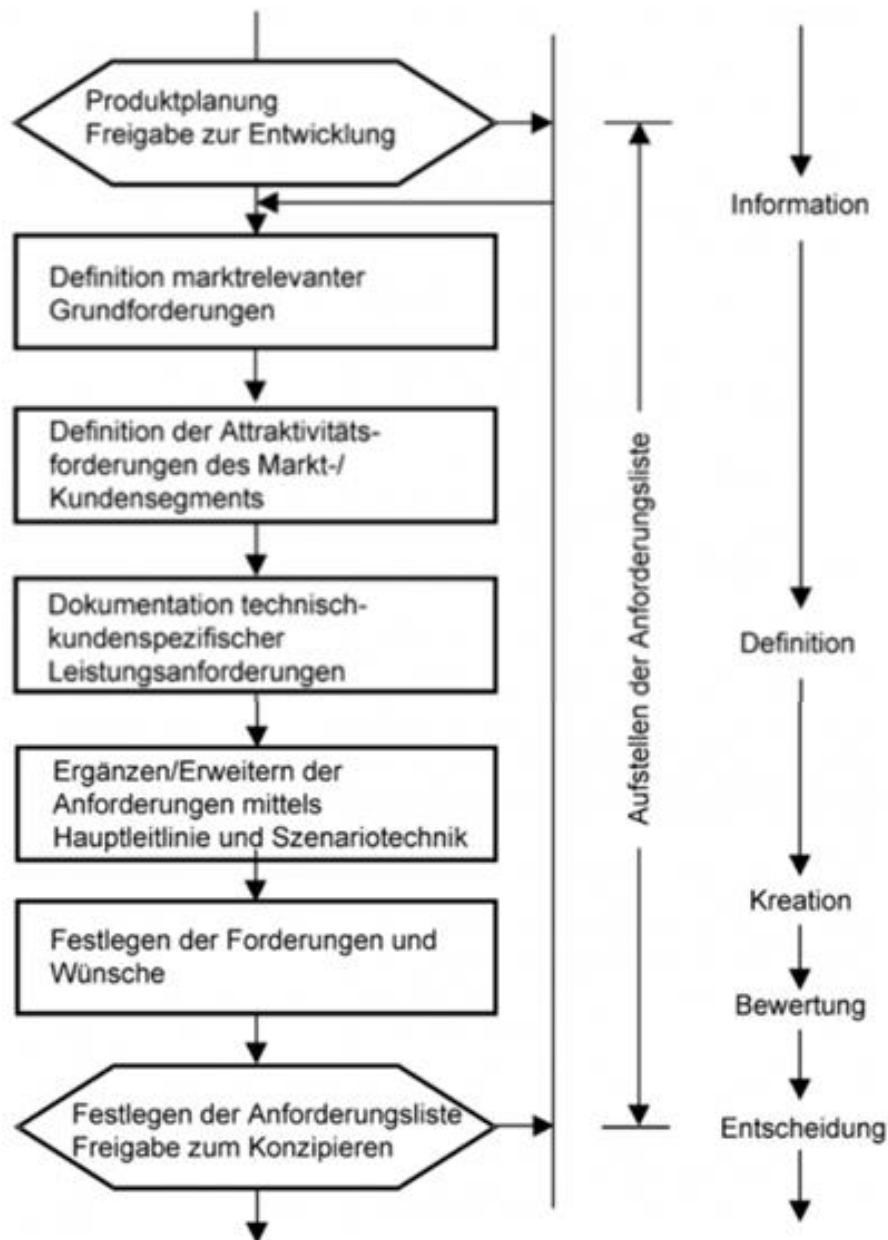 Produktplanung
Freigabe zur Entwicklung
Information
Definition marktrelevanter
Grundforderungen
Definition der Attraktivitäts-
forderungen des Markt-/
Kundensegments
Dokumentation technisch-
kundenspezifischer
Leistungsanforderungen
Definition
Aufstellen der Anforderungsliste
Ergänzen/Erweitern der
Anforderungen mittels
Hauptleitlinie und Szenariotechnik
Kreation
Festlegen der Forderungen und
Wünsche
Bewertung
Festlegen der Anforderungsliste
Freigabe zum Konzipieren
Entscheidung